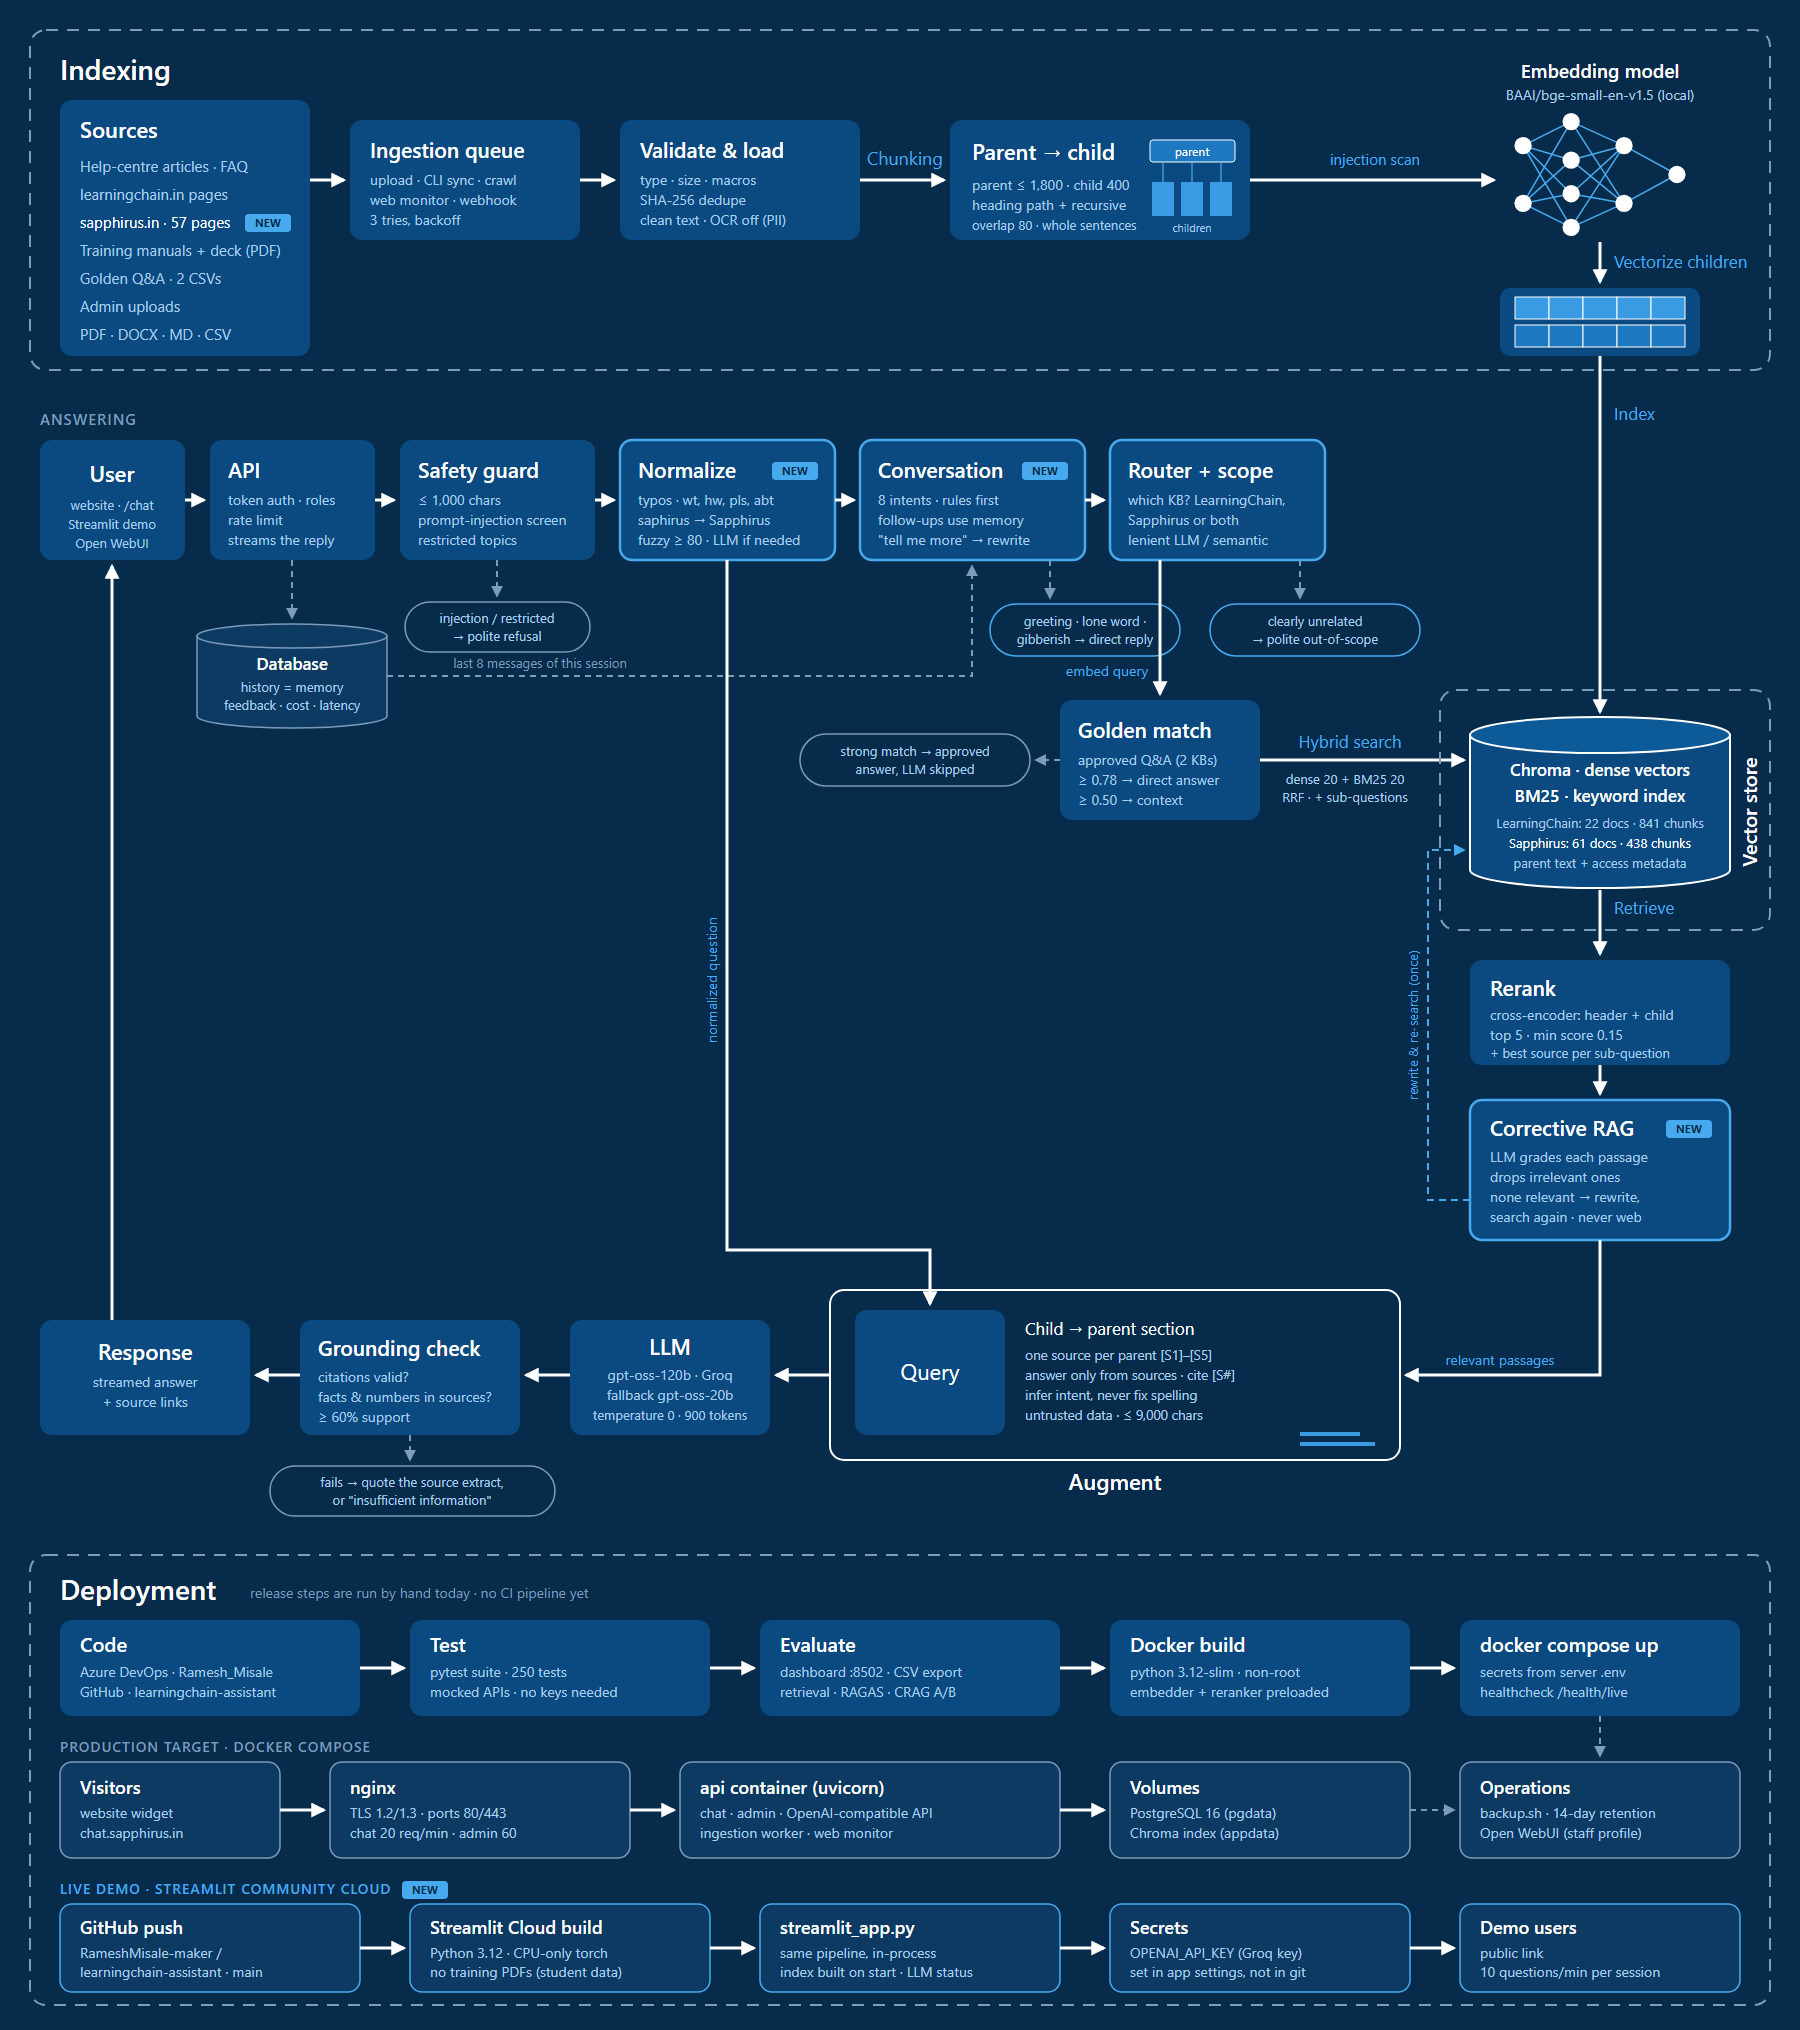 Indexing
Embedding model
BAAI/bge-small-en-v1.5 (local)
Sources
Help-centre articles · FAQ
learningchain.in pages
sapphirus.in · 57 pages NEW
Training manuals + deck (PDF)
Golden Q&A · 2 CSVs
Admin uploads
PDF · DOCX · MD · CSV
Ingestion queue
upload · CLI sync · crawl
web monitor · webhook
3 tries, backoff
Validate & load
type · size · macros
SHA-256 dedupe
clean text · OCR off (PII)
Chunking
Parent → child
parent ≤ 1,800 · child 400
heading path + recursive
overlap 80 · whole sentences
parent
children
injection scan
Vectorize children
Index
ANSWERING
User
website · /chat
Streamlit demo
Open WebUI
API
token auth · roles
rate limit
streams the reply
Safety guard
≤ 1,000 chars
prompt-injection screen
restricted topics
Normalize NEW
typos · wt, hw, pls, abt
saphirus → Sapphirus
fuzzy ≥ 80 · LLM if needed
Conversation NEW
8 intents · rules first
follow-ups use memory
"tell me more" → rewrite
Router + scope
which KB? LearningChain,
Sapphirus or both
lenient LLM / semantic
injection / restricted
→ polite refusal
greeting · lone word ·
gibberish → direct reply
clearly unrelated
→ polite out-of-scope
Database
history = memory
feedback · cost · latency
last 8 messages of this session
embed query
Golden match
approved Q&A (2 KBs)
≥ 0.78 → direct answer
≥ 0.50 → context
strong match → approved
answer, LLM skipped
Hybrid search
dense 20 + BM25 20
RRF · + sub-questions
Chroma · dense vectors
BM25 · keyword index
LearningChain: 22 docs · 841 chunks
Sapphirus: 61 docs · 438 chunks
parent text + access metadata
Vector store
Retrieve
normalized question
rewrite & re-search (once)
Rerank
cross-encoder: header + child
top 5 · min score 0.15
+ best source per sub-question
Corrective RAG NEW
LLM grades each passage
drops irrelevant ones
none relevant → rewrite,
search again · never web
relevant passages
Response
streamed answer
+ source links
Grounding check
citations valid?
facts & numbers in sources?
≥ 60% support
LLM
gpt-oss-120b · Groq
fallback gpt-oss-20b
temperature 0 · 900 tokens
Query
Child → parent section
one source per parent [S1]–[S5]
answer only from sources · cite [S#]
infer intent, never fix spelling
untrusted data · ≤ 9,000 chars
Augment
fails → quote the source extract,
or "insufficient information"
Deployment
release steps are run by hand today · no CI pipeline yet
Code
Azure DevOps · Ramesh_Misale
GitHub · learningchain-assistant
Test
pytest suite · 250 tests
mocked APIs · no keys needed
Evaluate
dashboard :8502 · CSV export
retrieval · RAGAS · CRAG A/B
Docker build
python 3.12-slim · non-root
embedder + reranker preloaded
docker compose up
secrets from server .env
healthcheck /health/live
PRODUCTION TARGET · DOCKER COMPOSE
Visitors
website widget
chat.sapphirus.in
nginx
TLS 1.2/1.3 · ports 80/443
chat 20 req/min · admin 60
api container (uvicorn)
chat · admin · OpenAI-compatible API
ingestion worker · web monitor
Volumes
PostgreSQL 16 (pgdata)
Chroma index (appdata)
Operations
backup.sh · 14-day retention
Open WebUI (staff profile)
LIVE DEMO · STREAMLIT COMMUNITY CLOUD NEW
GitHub push
RameshMisale-maker /
learningchain-assistant · main
Streamlit Cloud build
Python 3.12 · CPU-only torch
no training PDFs (student data)
streamlit_app.py
same pipeline, in-process
index built on start · LLM status
Secrets
OPENAI_API_KEY (Groq key)
set in app settings, not in git
Demo users
public link
10 questions/min per session